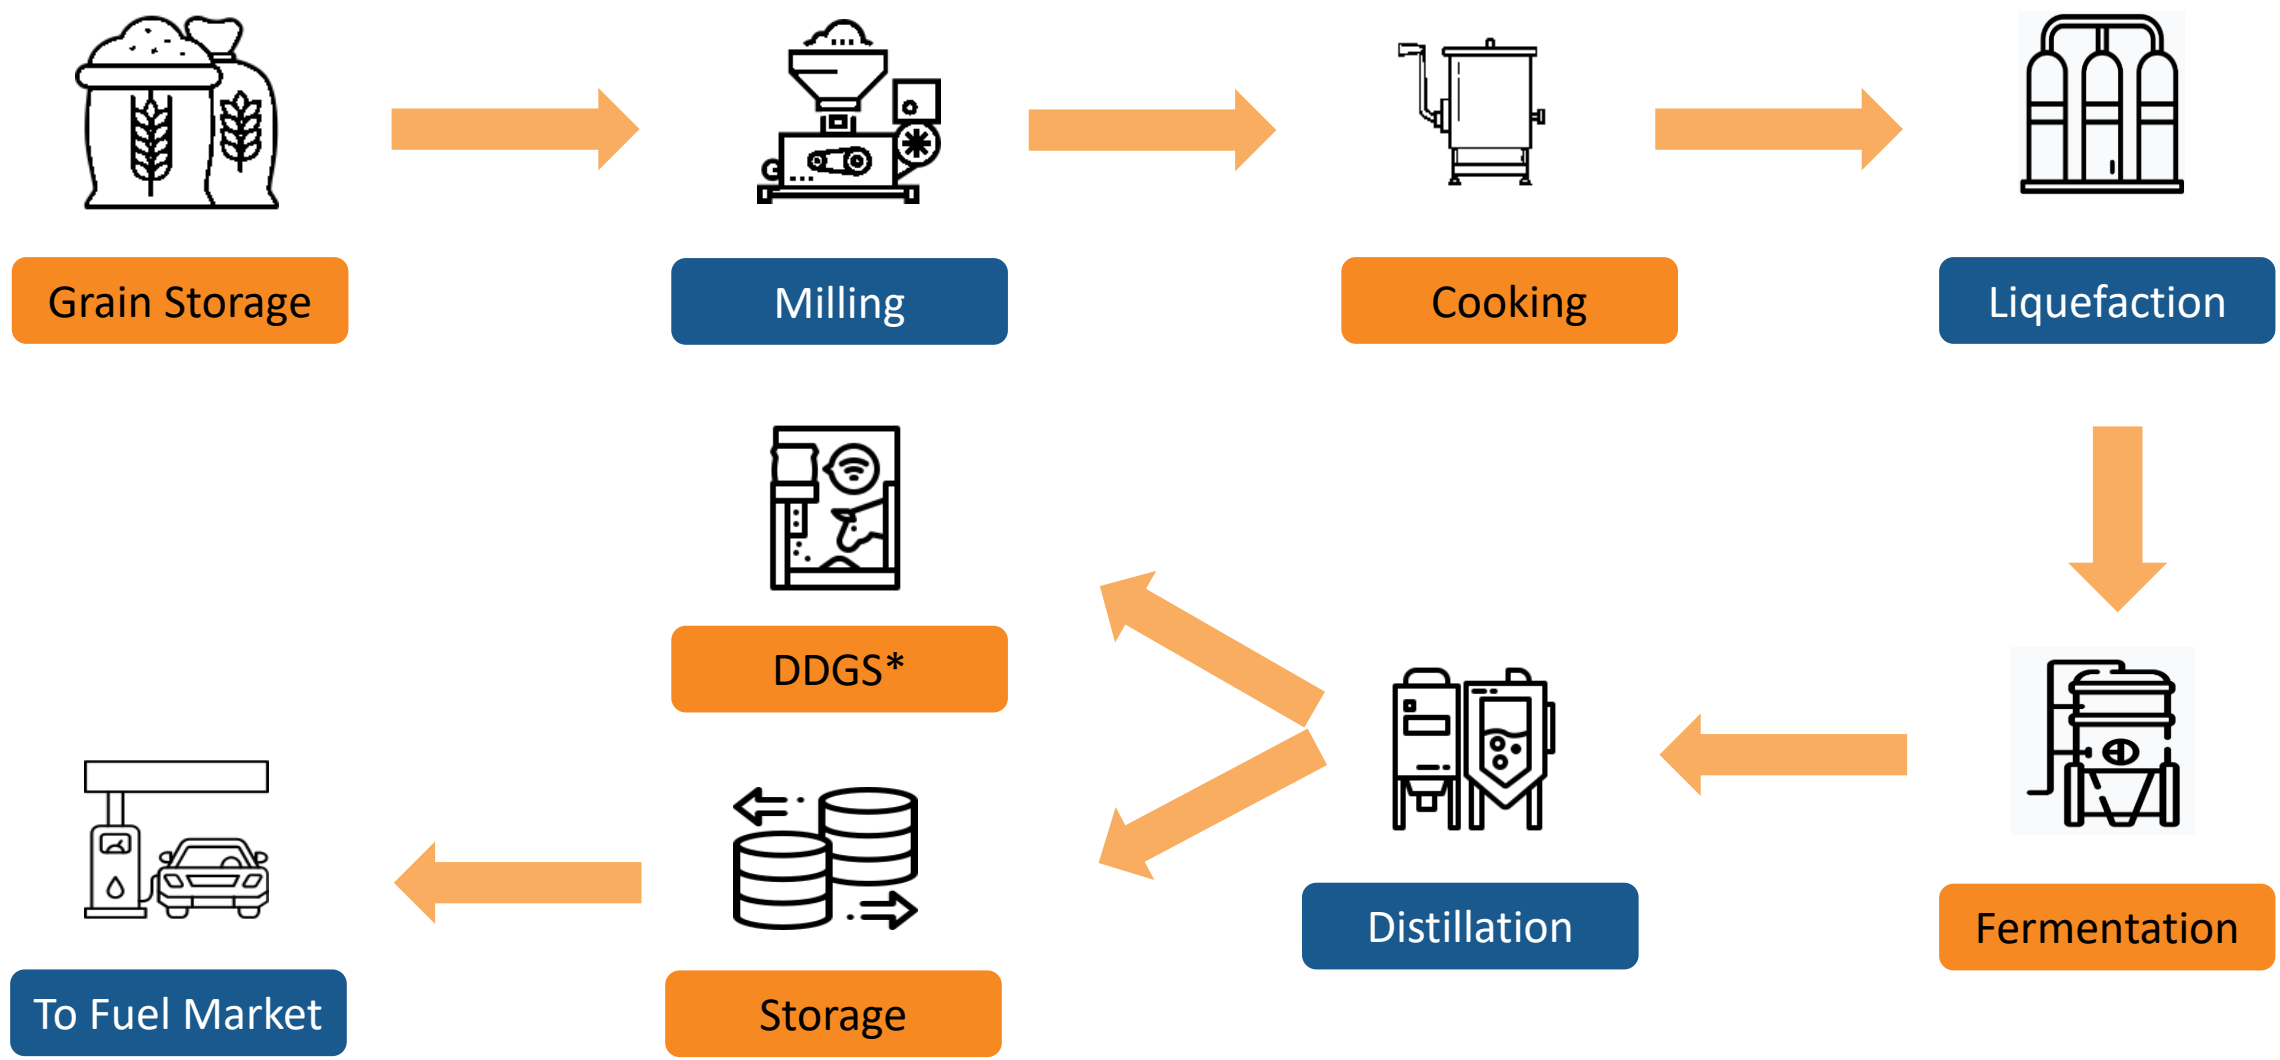 Grain Storage
Milling
Cooking
Liquefaction
DDGS*
Distillation
Fermentation
To Fuel Market
Storage